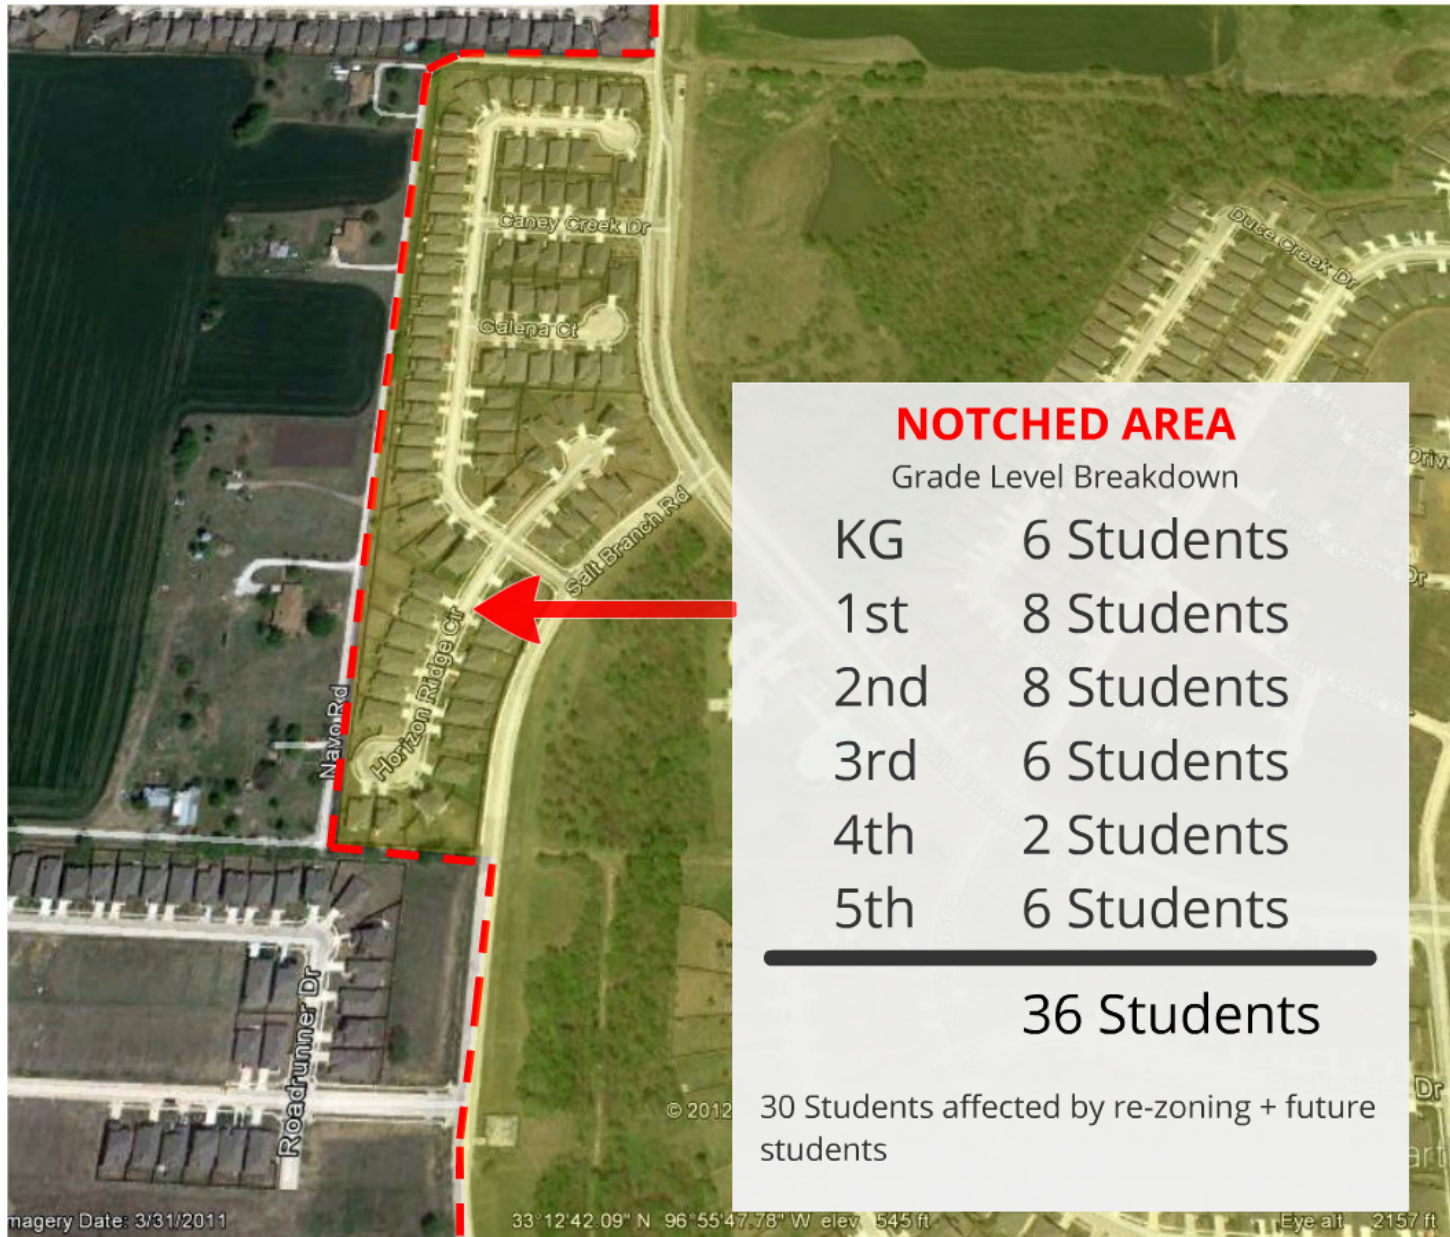 Caney Creek Dr
Duce Creek Dr
Galena Ct
Salt Branch Rd
Horizon Ridge Cir
Navo Rd
Roadrunner Dr
NOTCHED AREA
Grade Level Breakdown
KG 6 Students
1st 8 Students
2nd 8 Students
3rd 6 Students
4th 2 Students
5th 6 Students
36 Students
30 Students affected by re-zoning + future
students
Dr
© 2012
magery Date: 3/31/2011
33°12'42.09" N 96°55'47.78" W elev 545 ft
Eye alt 2157 ft